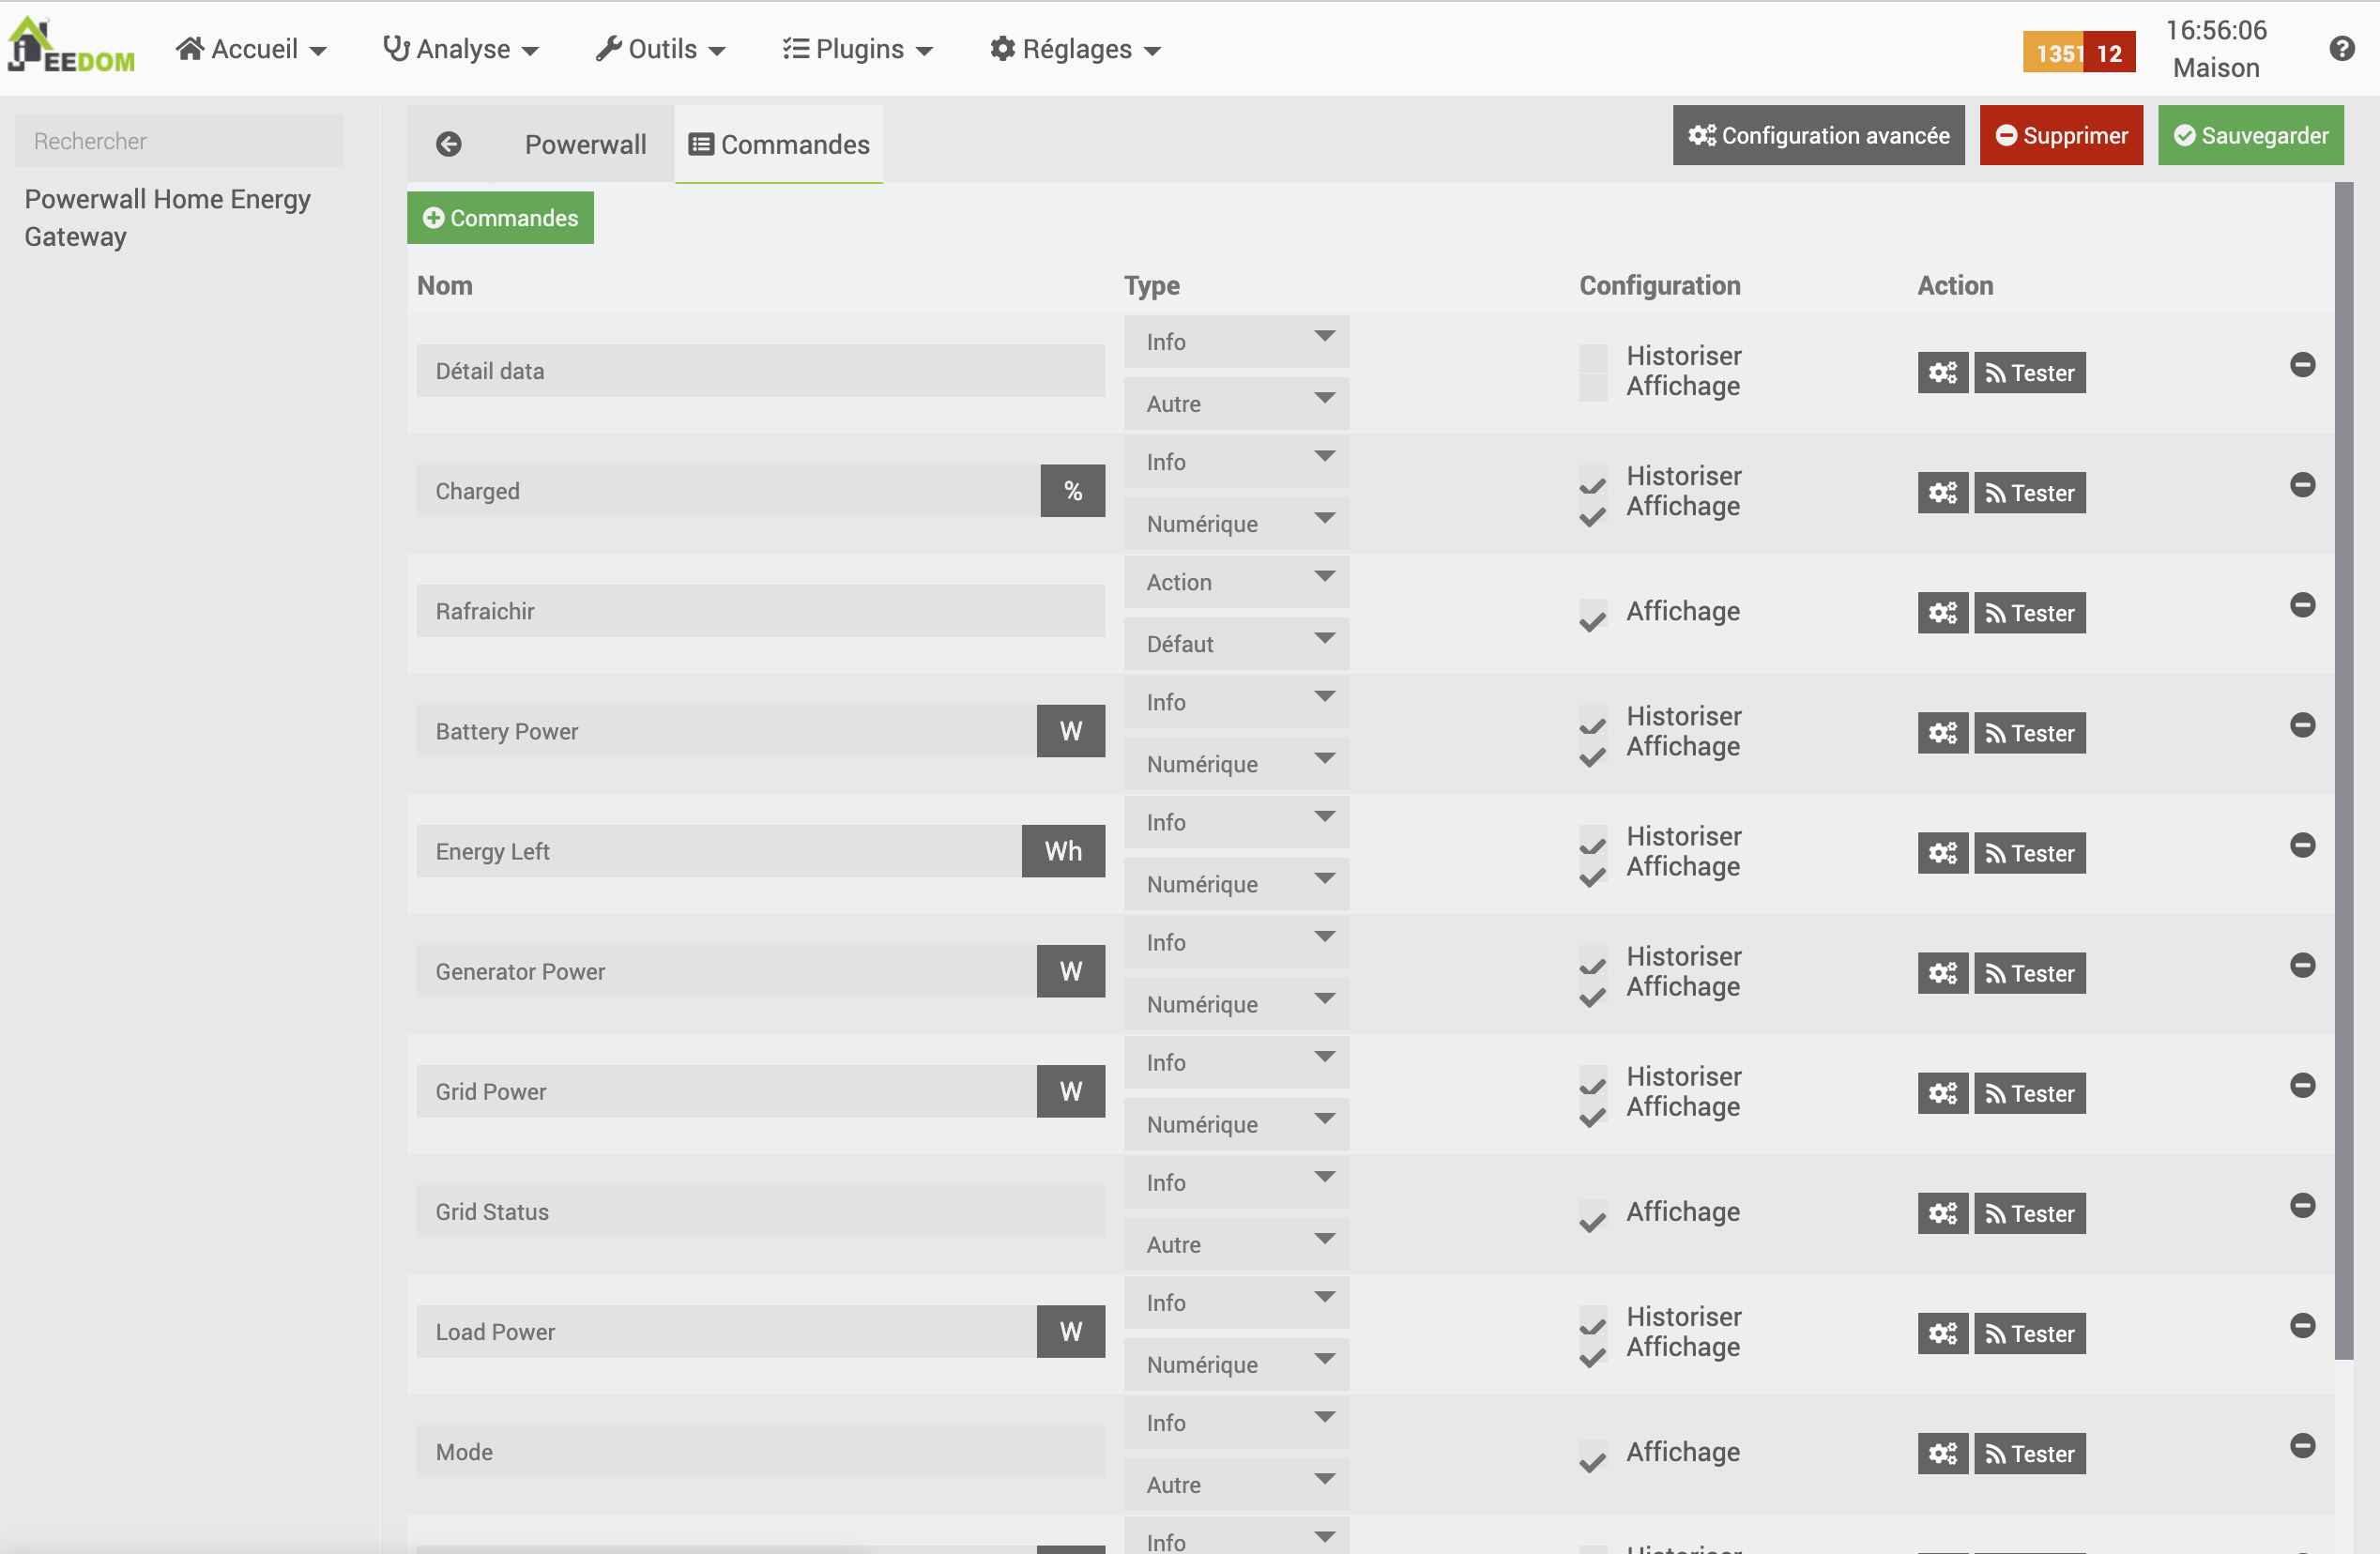 JEEDOM
Accueil
Analyse
Outils
Plugins
Réglages
1351
12
16:56:06
Maison
Rechercher
Powerwall
Commandes
Configuration avancée
Supprimer
Sauvegarder
Powerwall Home Energy
Gateway
Commandes
Nom
Type
Configuration
Action
Détail data
Info
Autre
Historiser
Affichage
Tester
Charged
%
Info
Numérique
Historiser
Affichage
Tester
Rafraichir
Action
Défaut
Affichage
Tester
Battery Power
W
Info
Numérique
Historiser
Affichage
Tester
Energy Left
Wh
Info
Numérique
Historiser
Affichage
Tester
Generator Power
W
Info
Numérique
Historiser
Affichage
Tester
Grid Power
W
Info
Numérique
Historiser
Affichage
Tester
Grid Status
Info
Autre
Affichage
Tester
Load Power
W
Info
Numérique
Historiser
Affichage
Tester
Mode
Info
Autre
Affichage
Tester
Info
Historiser